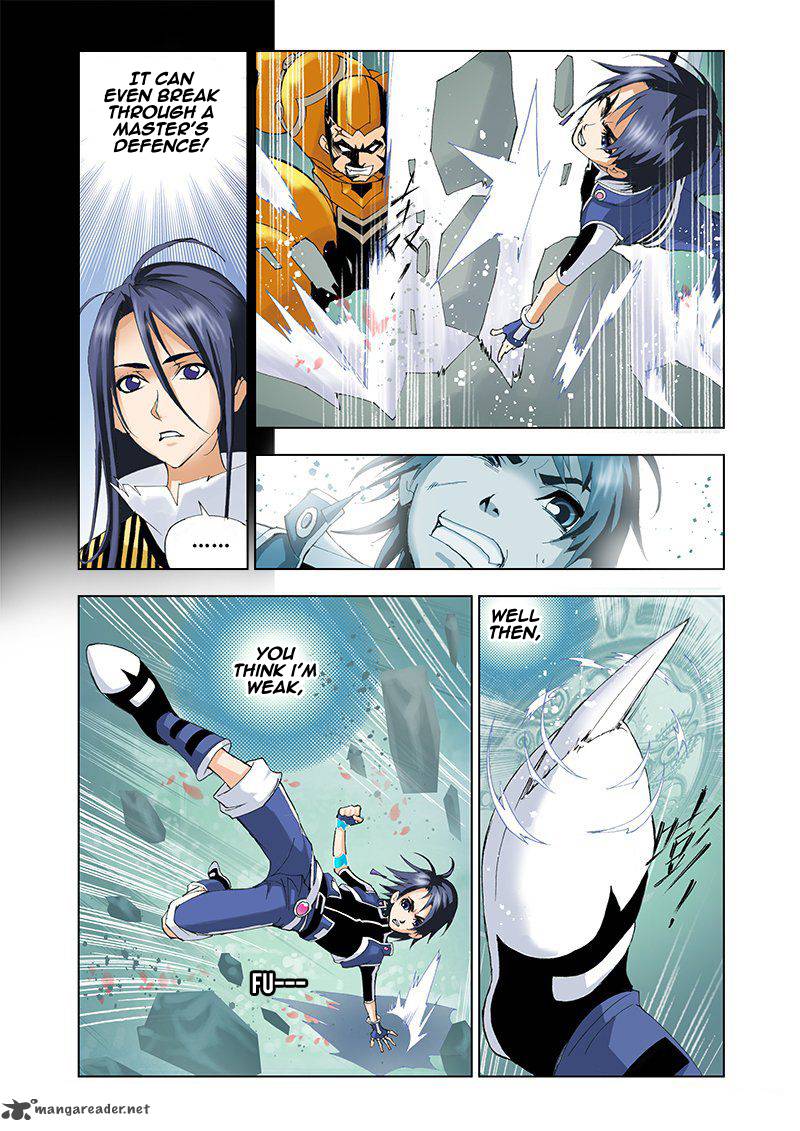 IT CAN
EVEN BREAK
THROUGH A
MASTER'S
DEFENCE!
......
YOU
THINK I'M
WEAK,
FU---
WELL
THEN,
mangareader.net